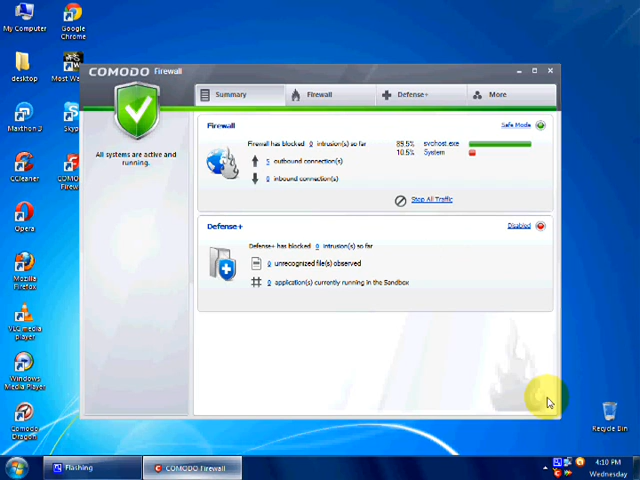 My Computer
Google
Chrome
desktop
Most Wa
Maxthon 3
Skyp
CCleaner
COMO
Firew
Opera
Mozilla
Firefox
VLC media
player
Windows
Media Player
Comodo
Dragon
Recycle Bin
COMODO Firewall
Summary
Firewall
Defense+
More
All systems are active and
running.
Firewall
Safe Mode
Firewall has blocked 0 intrusion(s) so far
89.5% svchost.exe
10.5% System
5 outbound connection(s)
0 inbound connection(s)
Stop All Traffic
Defense+
Disabled
Defense+ has blocked 0 intrusion(s) so far
0 unrecognized file(s) observed
0 application(s) currently running in the Sandbox
Flashing
COMODO Firewall
4:10 PM
Wednesday